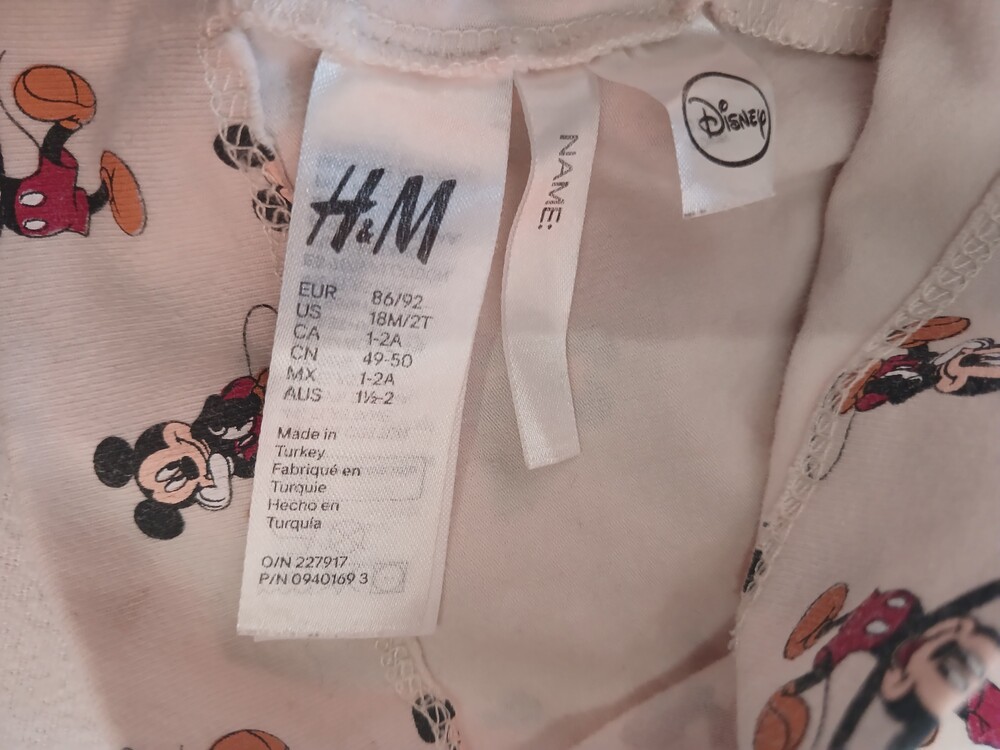 H&M
EUR 86/92
US 18M/2T
CA 1-2A
CN 49-50
MX 1-2A
AUS 1½-2
Made in
Turkey
Fabriqué en
Turquie
Hecho en
Turquía
O/N 227917
P/N 0940169 3
NAME:
Disney